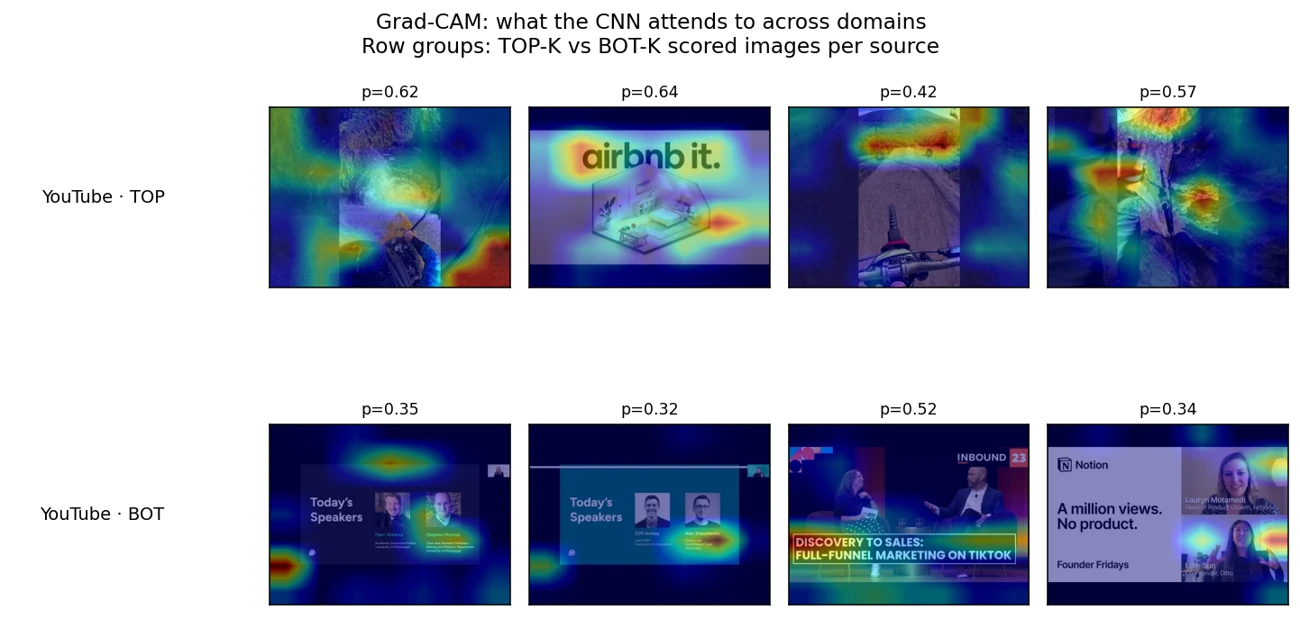 Grad-CAM: what the CNN attends to across domains
Row groups: TOP-K vs BOT-K scored images per source
p=0.62
p=0.64
p=0.42
p=0.57
YouTube · TOP
airbnb it.
p=0.35
p=0.32
p=0.52
p=0.34
YouTube · BOT
Today's
Speakers
Today's
Speakers
INBOUND 23
DISCOVERY TO SALES:
FULL-FUNNEL MARKETING ON TIKTOK
Notion
A million views.
No product.
Founder Fridays
Lauryn Motamedi